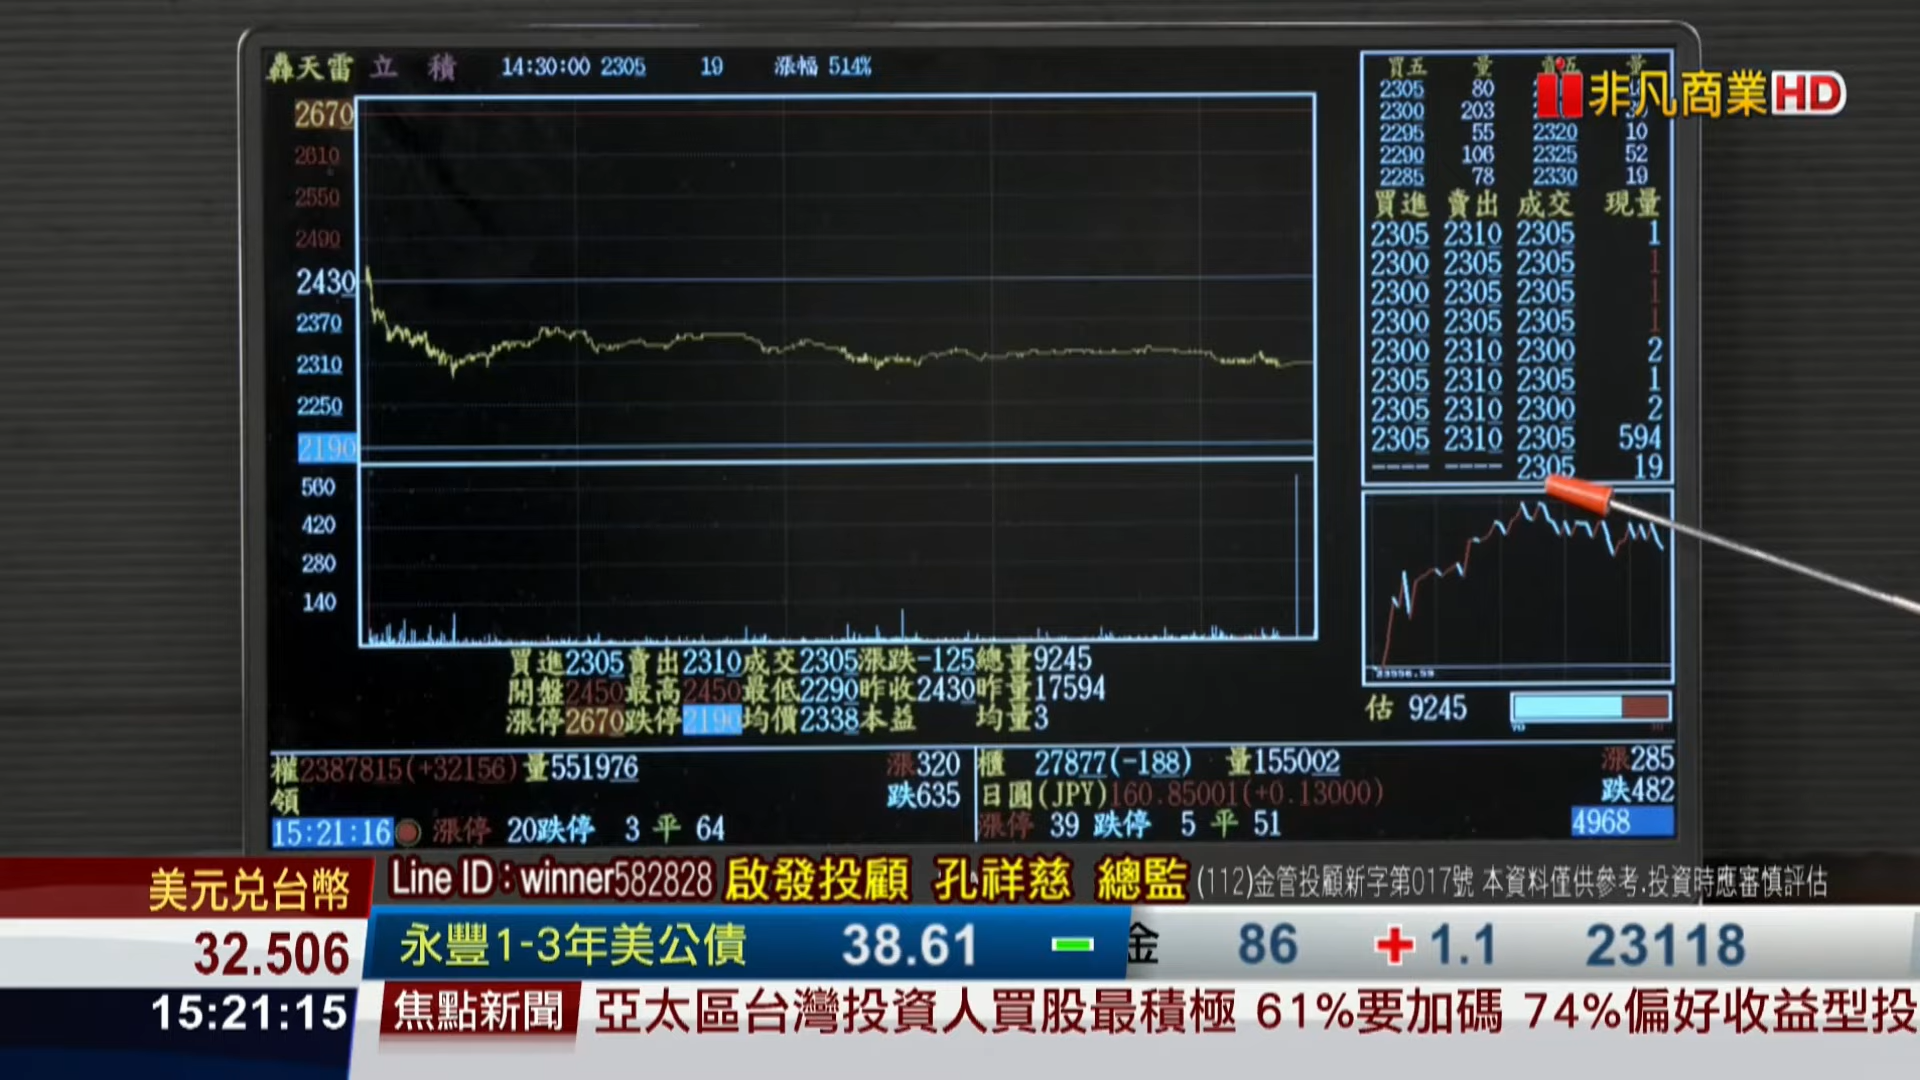 轟天雷 立 積 14:30:00 2305 19 漲幅 514%
非凡商業HD
2670
2610
2550
2490
2430
2370
2310
2250
2190
560
420
280
140
買五 量 賣五 量
2305 80
2300 203
2295 55 2320 10
2290 106 2325 52
2285 78 2330 19
買進 賣出 成交 現量
2305 2310 2305 1
2300 2305 2305 1
2300 2305 2305 1
2300 2305 2305 1
2300 2310 2300 2
2305 2310 2305 1
2305 2310 2300 2
2305 2310 2305 594
---- ---- 2305 19
估 9245
買進2305賣出2310成交2305漲跌-125總量9245
開盤2450最高2450最低2290昨收2430昨量17594
漲停2670跌停2190均價2338本益 均量3
權2387815(+32156)量551976 漲320
領 跌635
15:21:16 漲停 20跌停 3 平 64
櫃 27877(-188) 量155002 漲285
日圓(JPY)160.85001(+0.13000) 跌482
漲停 39 跌停 5 平 51 4968
美元兌台幣
32.506
15:21:15
Line ID:winner582828 啟發投顧 孔祥慈 總監 (112)金管投顧新字第017號 本資料僅供參考.投資時應審慎評估
永豐1-3年美公債 38.61 金 86 1.1 23118
焦點新聞 亞太區台灣投資人買股最積極 61%要加碼 74%偏好收益型投